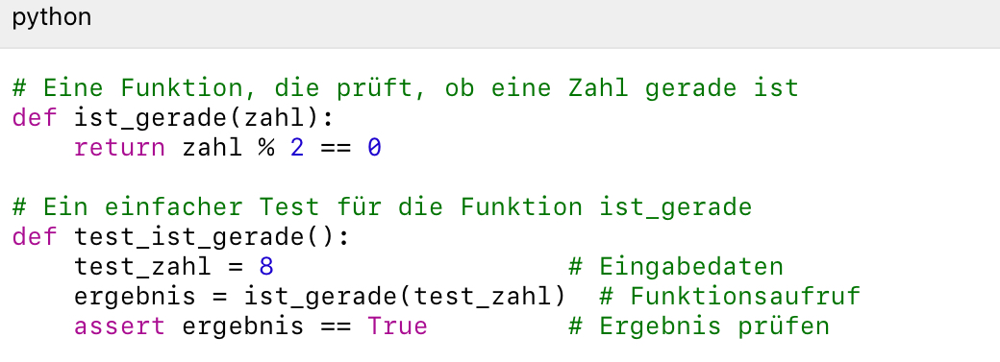 python
# Eine Funktion, die prüft, ob eine Zahl gerade ist
def ist_gerade(zahl):
    return zahl % 2 == 0

# Ein einfacher Test für die Funktion ist_gerade
def test_ist_gerade():
    test_zahl = 8                   # Eingabedaten
    ergebnis = ist_gerade(test_zahl)  # Funktionsaufruf
    assert ergebnis == True         # Ergebnis prüfen